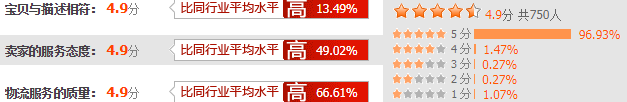 宝贝与描述相符： 4.9分 比同行业平均水平 高 13.49%
卖家的服务态度： 4.9分 比同行业平均水平 高 49.02%
物流服务的质量： 4.9分 比同行业平均水平 高 66.61%
4.9分 共750人
5 分 96.93%
4 分 1.47%
3 分 0.27%
2 分 0.27%
1 分 1.07%